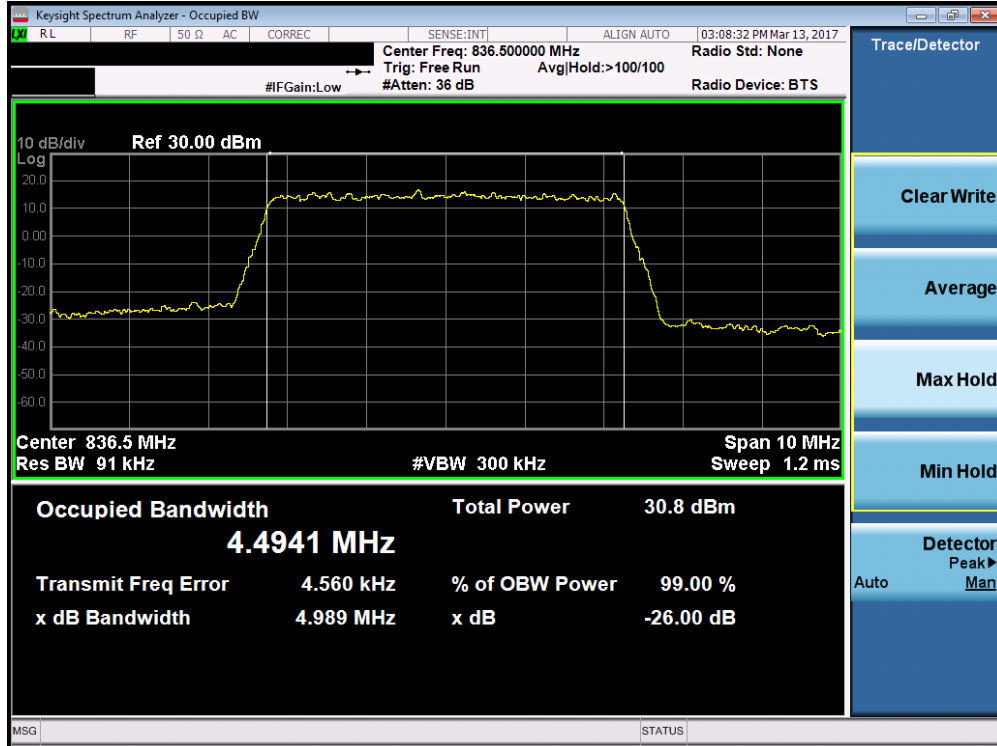 Keysight Spectrum Analyzer - Occupied BW
LXI RL RF 50 Ω AC CORREC SENSE:INT ALIGN AUTO 03:08:32 PM Mar 13, 2017
Center Freq: 836.500000 MHz Radio Std: None
Trig: Free Run Avg|Hold:>100/100
#IFGain:Low #Atten: 36 dB Radio Device: BTS
Trace/Detector
10 dB/div Ref 30.00 dBm
Log
20.0
10.0
0.00
-10.0
-20.0
-30.0
-40.0
-50.0
-60.0
Center 836.5 MHz Span 10 MHz
Res BW 91 kHz #VBW 300 kHz Sweep 1.2 ms
Occupied Bandwidth Total Power 30.8 dBm
4.4941 MHz
Transmit Freq Error 4.560 kHz % of OBW Power 99.00 %
x dB Bandwidth 4.989 MHz x dB -26.00 dB
Clear Write
Average
Max Hold
Min Hold
Detector
Peak▶
Auto Man
MSG STATUS